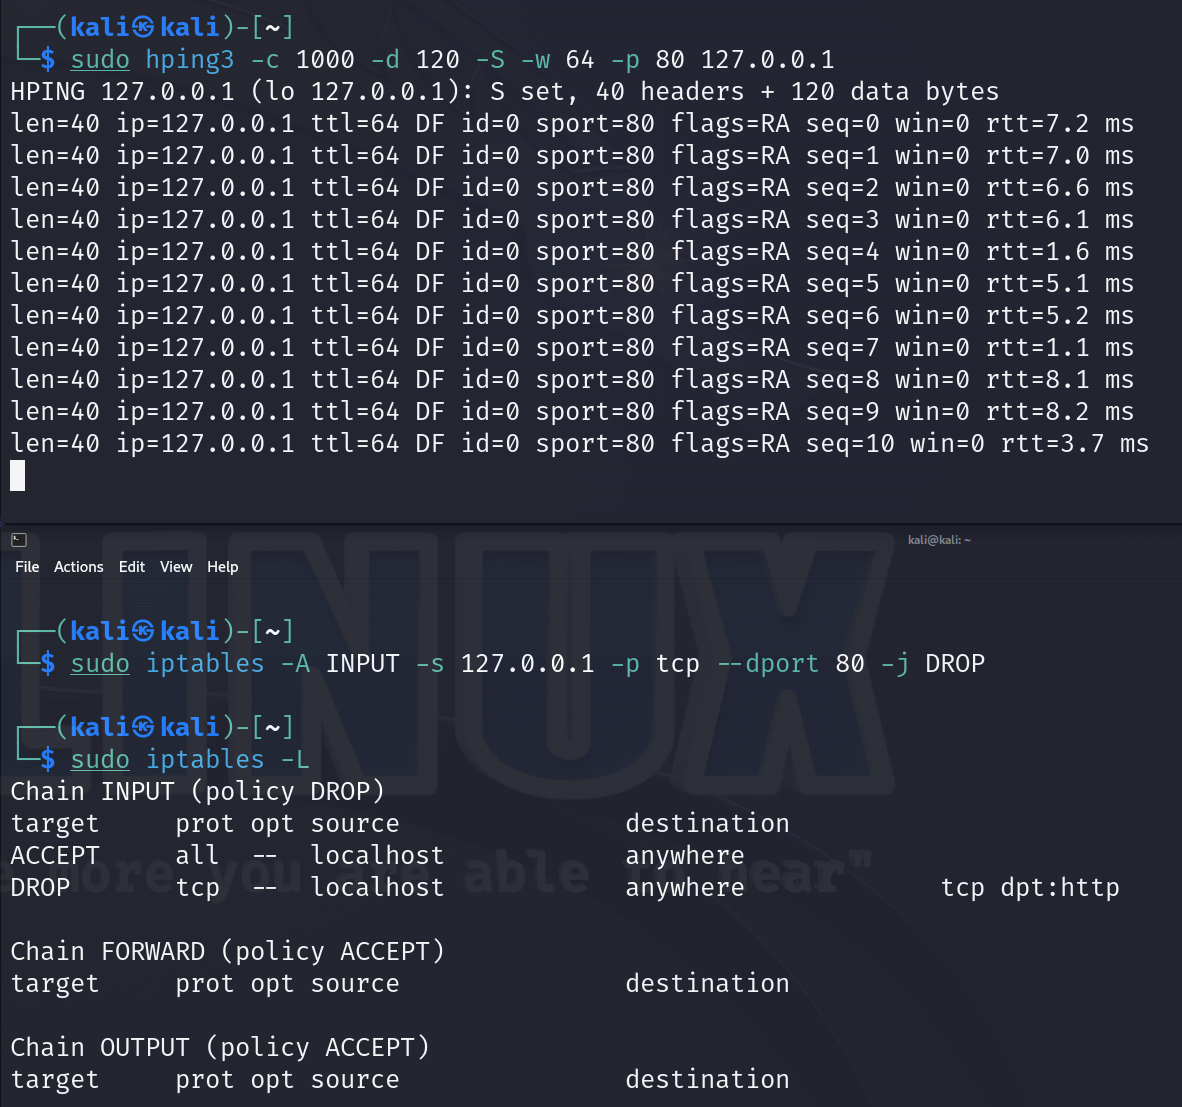 ┌──(kali㉿kali)-[~]
└─$ sudo hping3 -c 1000 -d 120 -S -w 64 -p 80 127.0.0.1
HPING 127.0.0.1 (lo 127.0.0.1): S set, 40 headers + 120 data bytes
len=40 ip=127.0.0.1 ttl=64 DF id=0 sport=80 flags=RA seq=0 win=0 rtt=7.2 ms
len=40 ip=127.0.0.1 ttl=64 DF id=0 sport=80 flags=RA seq=1 win=0 rtt=7.0 ms
len=40 ip=127.0.0.1 ttl=64 DF id=0 sport=80 flags=RA seq=2 win=0 rtt=6.6 ms
len=40 ip=127.0.0.1 ttl=64 DF id=0 sport=80 flags=RA seq=3 win=0 rtt=6.1 ms
len=40 ip=127.0.0.1 ttl=64 DF id=0 sport=80 flags=RA seq=4 win=0 rtt=1.6 ms
len=40 ip=127.0.0.1 ttl=64 DF id=0 sport=80 flags=RA seq=5 win=0 rtt=5.1 ms
len=40 ip=127.0.0.1 ttl=64 DF id=0 sport=80 flags=RA seq=6 win=0 rtt=5.2 ms
len=40 ip=127.0.0.1 ttl=64 DF id=0 sport=80 flags=RA seq=7 win=0 rtt=1.1 ms
len=40 ip=127.0.0.1 ttl=64 DF id=0 sport=80 flags=RA seq=8 win=0 rtt=8.1 ms
len=40 ip=127.0.0.1 ttl=64 DF id=0 sport=80 flags=RA seq=9 win=0 rtt=8.2 ms
len=40 ip=127.0.0.1 ttl=64 DF id=0 sport=80 flags=RA seq=10 win=0 rtt=3.7 ms
kali@kali: ~
File Actions Edit View Help
┌──(kali㉿kali)-[~]
└─$ sudo iptables -A INPUT -s 127.0.0.1 -p tcp --dport 80 -j DROP
┌──(kali㉿kali)-[~]
└─$ sudo iptables -L
Chain INPUT (policy DROP)
target     prot opt source               destination
ACCEPT     all  --  localhost            anywhere
DROP       tcp  --  localhost            anywhere             tcp dpt:http
Chain FORWARD (policy ACCEPT)
target     prot opt source               destination
Chain OUTPUT (policy ACCEPT)
target     prot opt source               destination